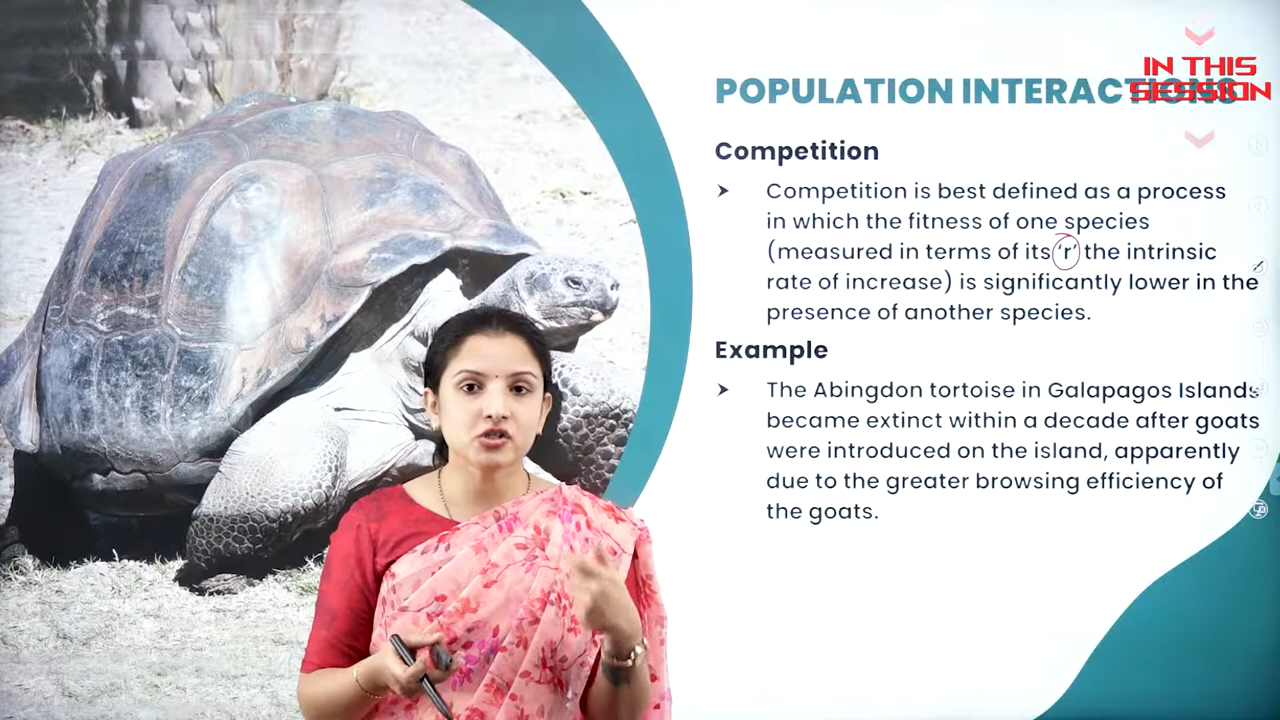 POPULATION INTERACTIONS
IN THIS
SESSION
Competition
➤ Competition is best defined as a process
in which the fitness of one species
(measured in terms of its 'r' the intrinsic
rate of increase) is significantly lower in the
presence of another species.
Example
➤ The Abingdon tortoise in Galapagos Islands
became extinct within a decade after goats
were introduced on the island, apparently
due to the greater browsing efficiency of
the goats.